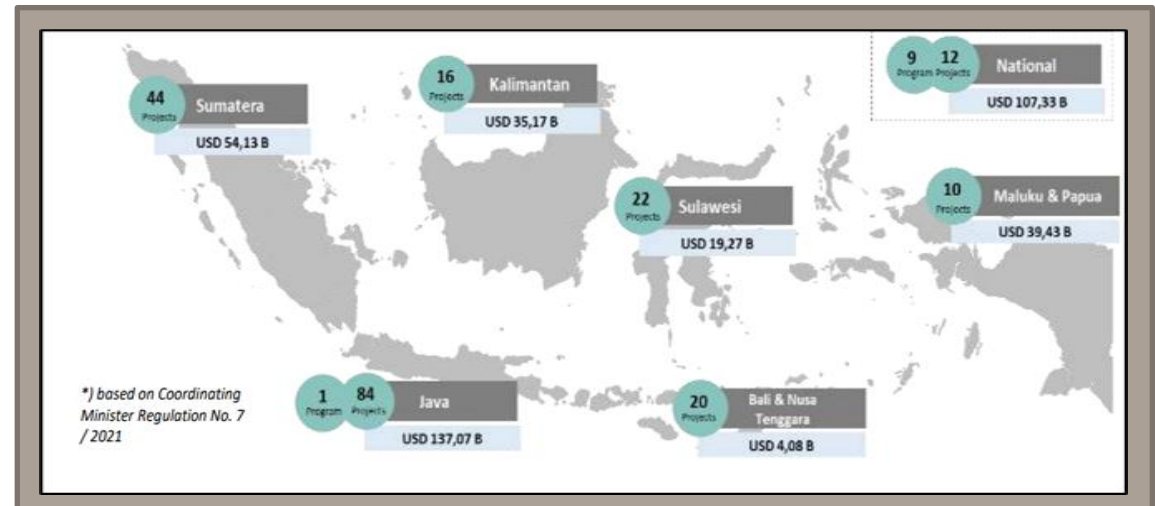 44
Projects
Sumatera
USD 54,13 B
16
Projects
Kalimantan
USD 35,17 B
9
Program
12
Projects
National
USD 107,33 B
22
Projects
Sulawesi
USD 19,27 B
10
Projects
Maluku & Papua
USD 39,43 B
*) based on Coordinating
Minister Regulation No. 7
/ 2021
1
Program
84
Projects
Java
USD 137,07 B
20
Projects
Bali & Nusa
Tenggara
USD 4,08 B